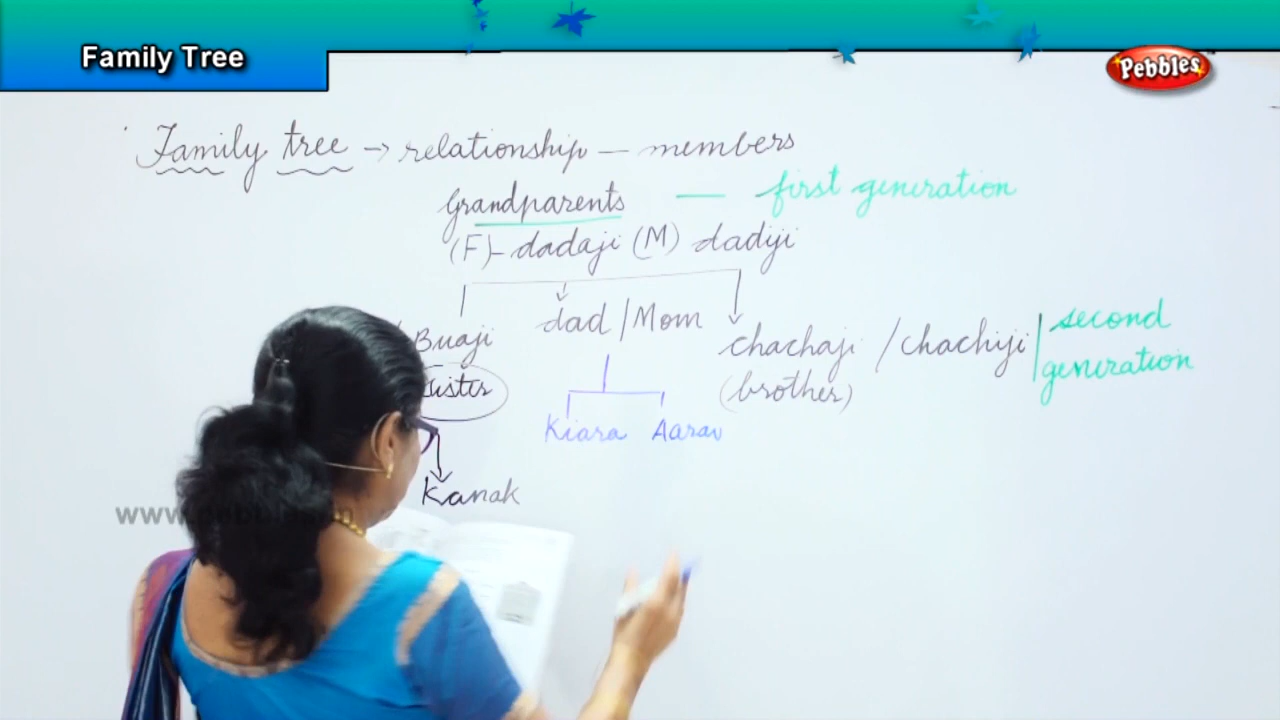 Family Tree
Pebbles
Family tree → relationship — members
Grandparents — first generation
(F)- dadaji (M) dadiji
Buaji dad / Mom chachaji / chachiji second generation
Sister (brother)
Kiara Aarav
Kanak